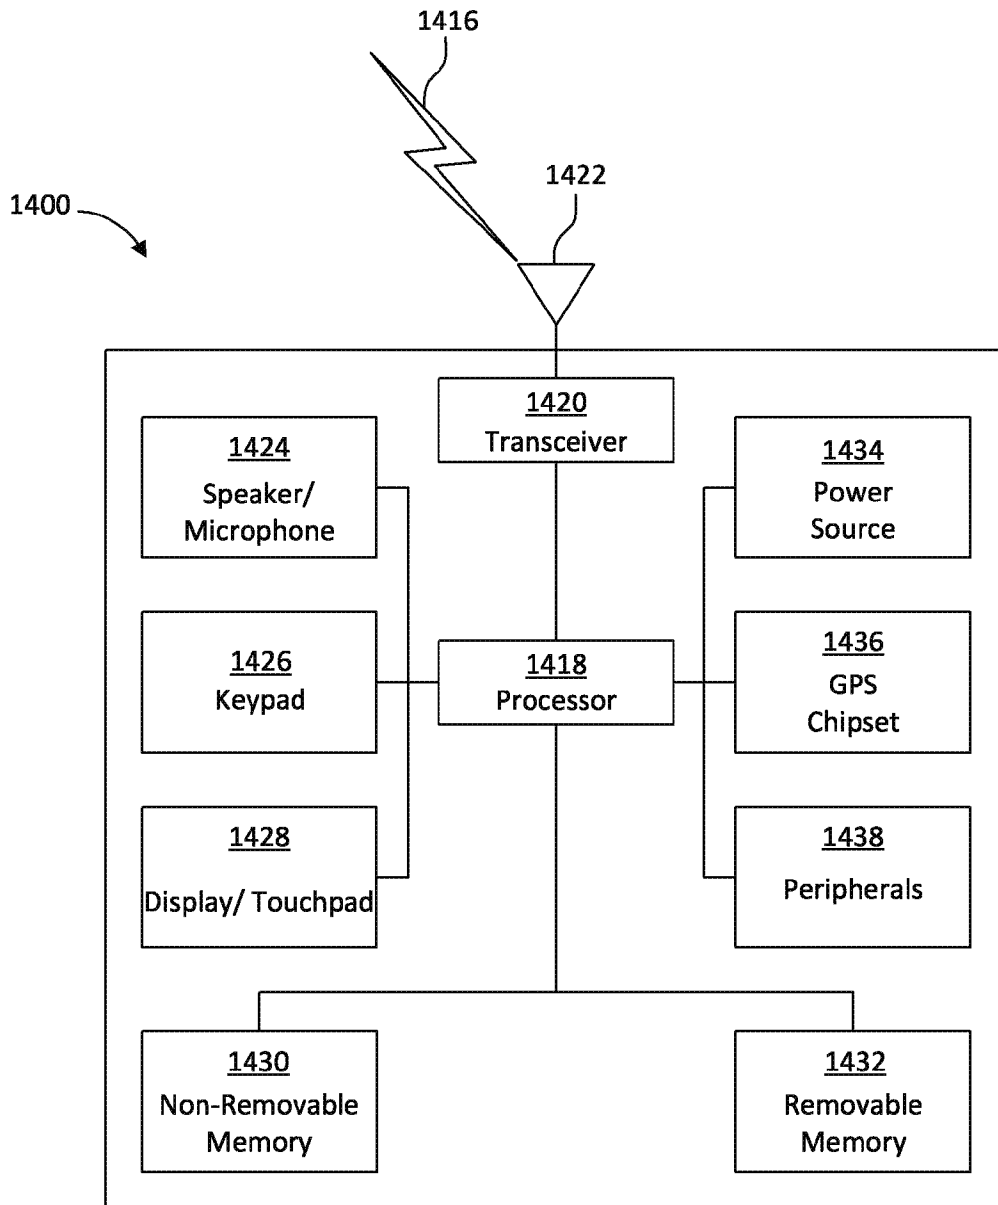 1416
1422
1400
1420
Transceiver
1424
Speaker/
Microphone
1434
Power
Source
1426
Keypad
1418
Processor
1436
GPS
Chipset
1428
Display/ Touchpad
1438
Peripherals
1430
Non-Removable
Memory
1432
Removable
Memory